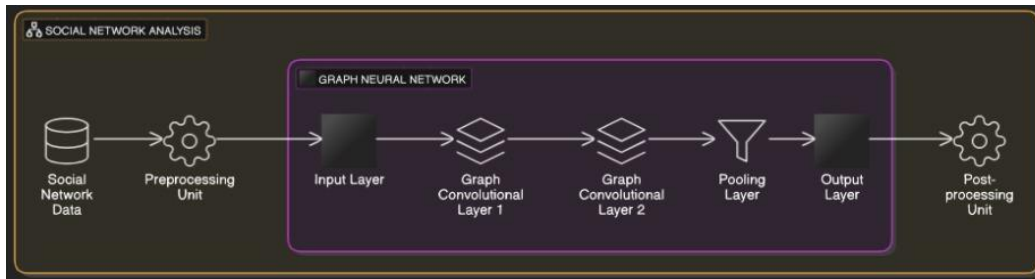 SOCIAL NETWORK ANALYSIS
GRAPH NEURAL NETWORK
Social
Network
Data
Preprocessing
Unit
Input Layer
Graph
Convolutional
Layer 1
Graph
Convolutional
Layer 2
Pooling
Layer
Output
Layer
Post-
processing
Unit